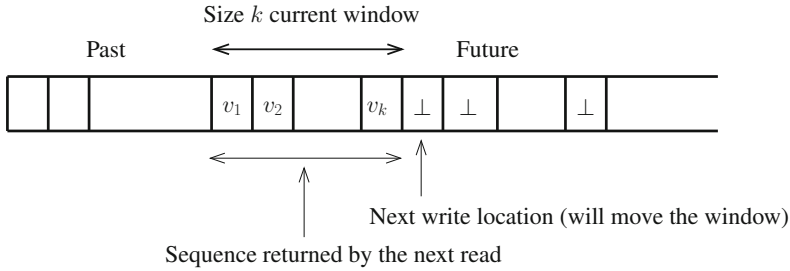 Size k current window
Past Future
v₁ v₂ vₖ ⊥ ⊥ ⊥
Next write location (will move the window)
Sequence returned by the next read